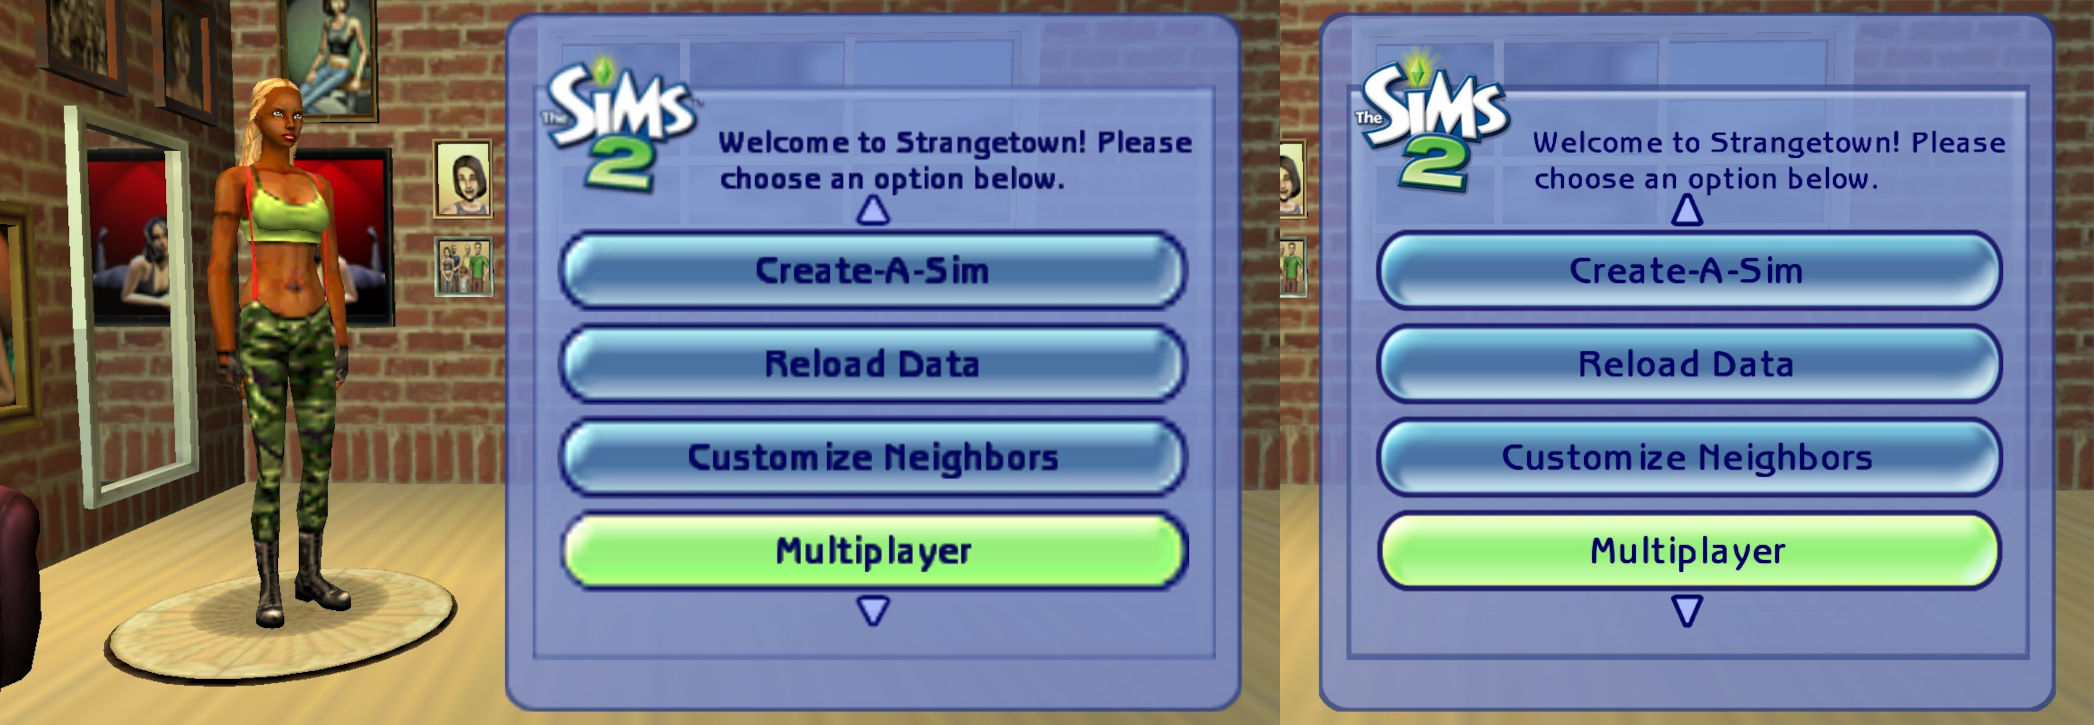 The SiMS 2 ™
Welcome to Strangetown! Please
choose an option below.
Create-A-Sim
Reload Data
Customize Neighbors
Multiplayer
The SiMS 2
Welcome to Strangetown! Please
choose an option below.
Create-A-Sim
Reload Data
Customize Neighbors
Multiplayer